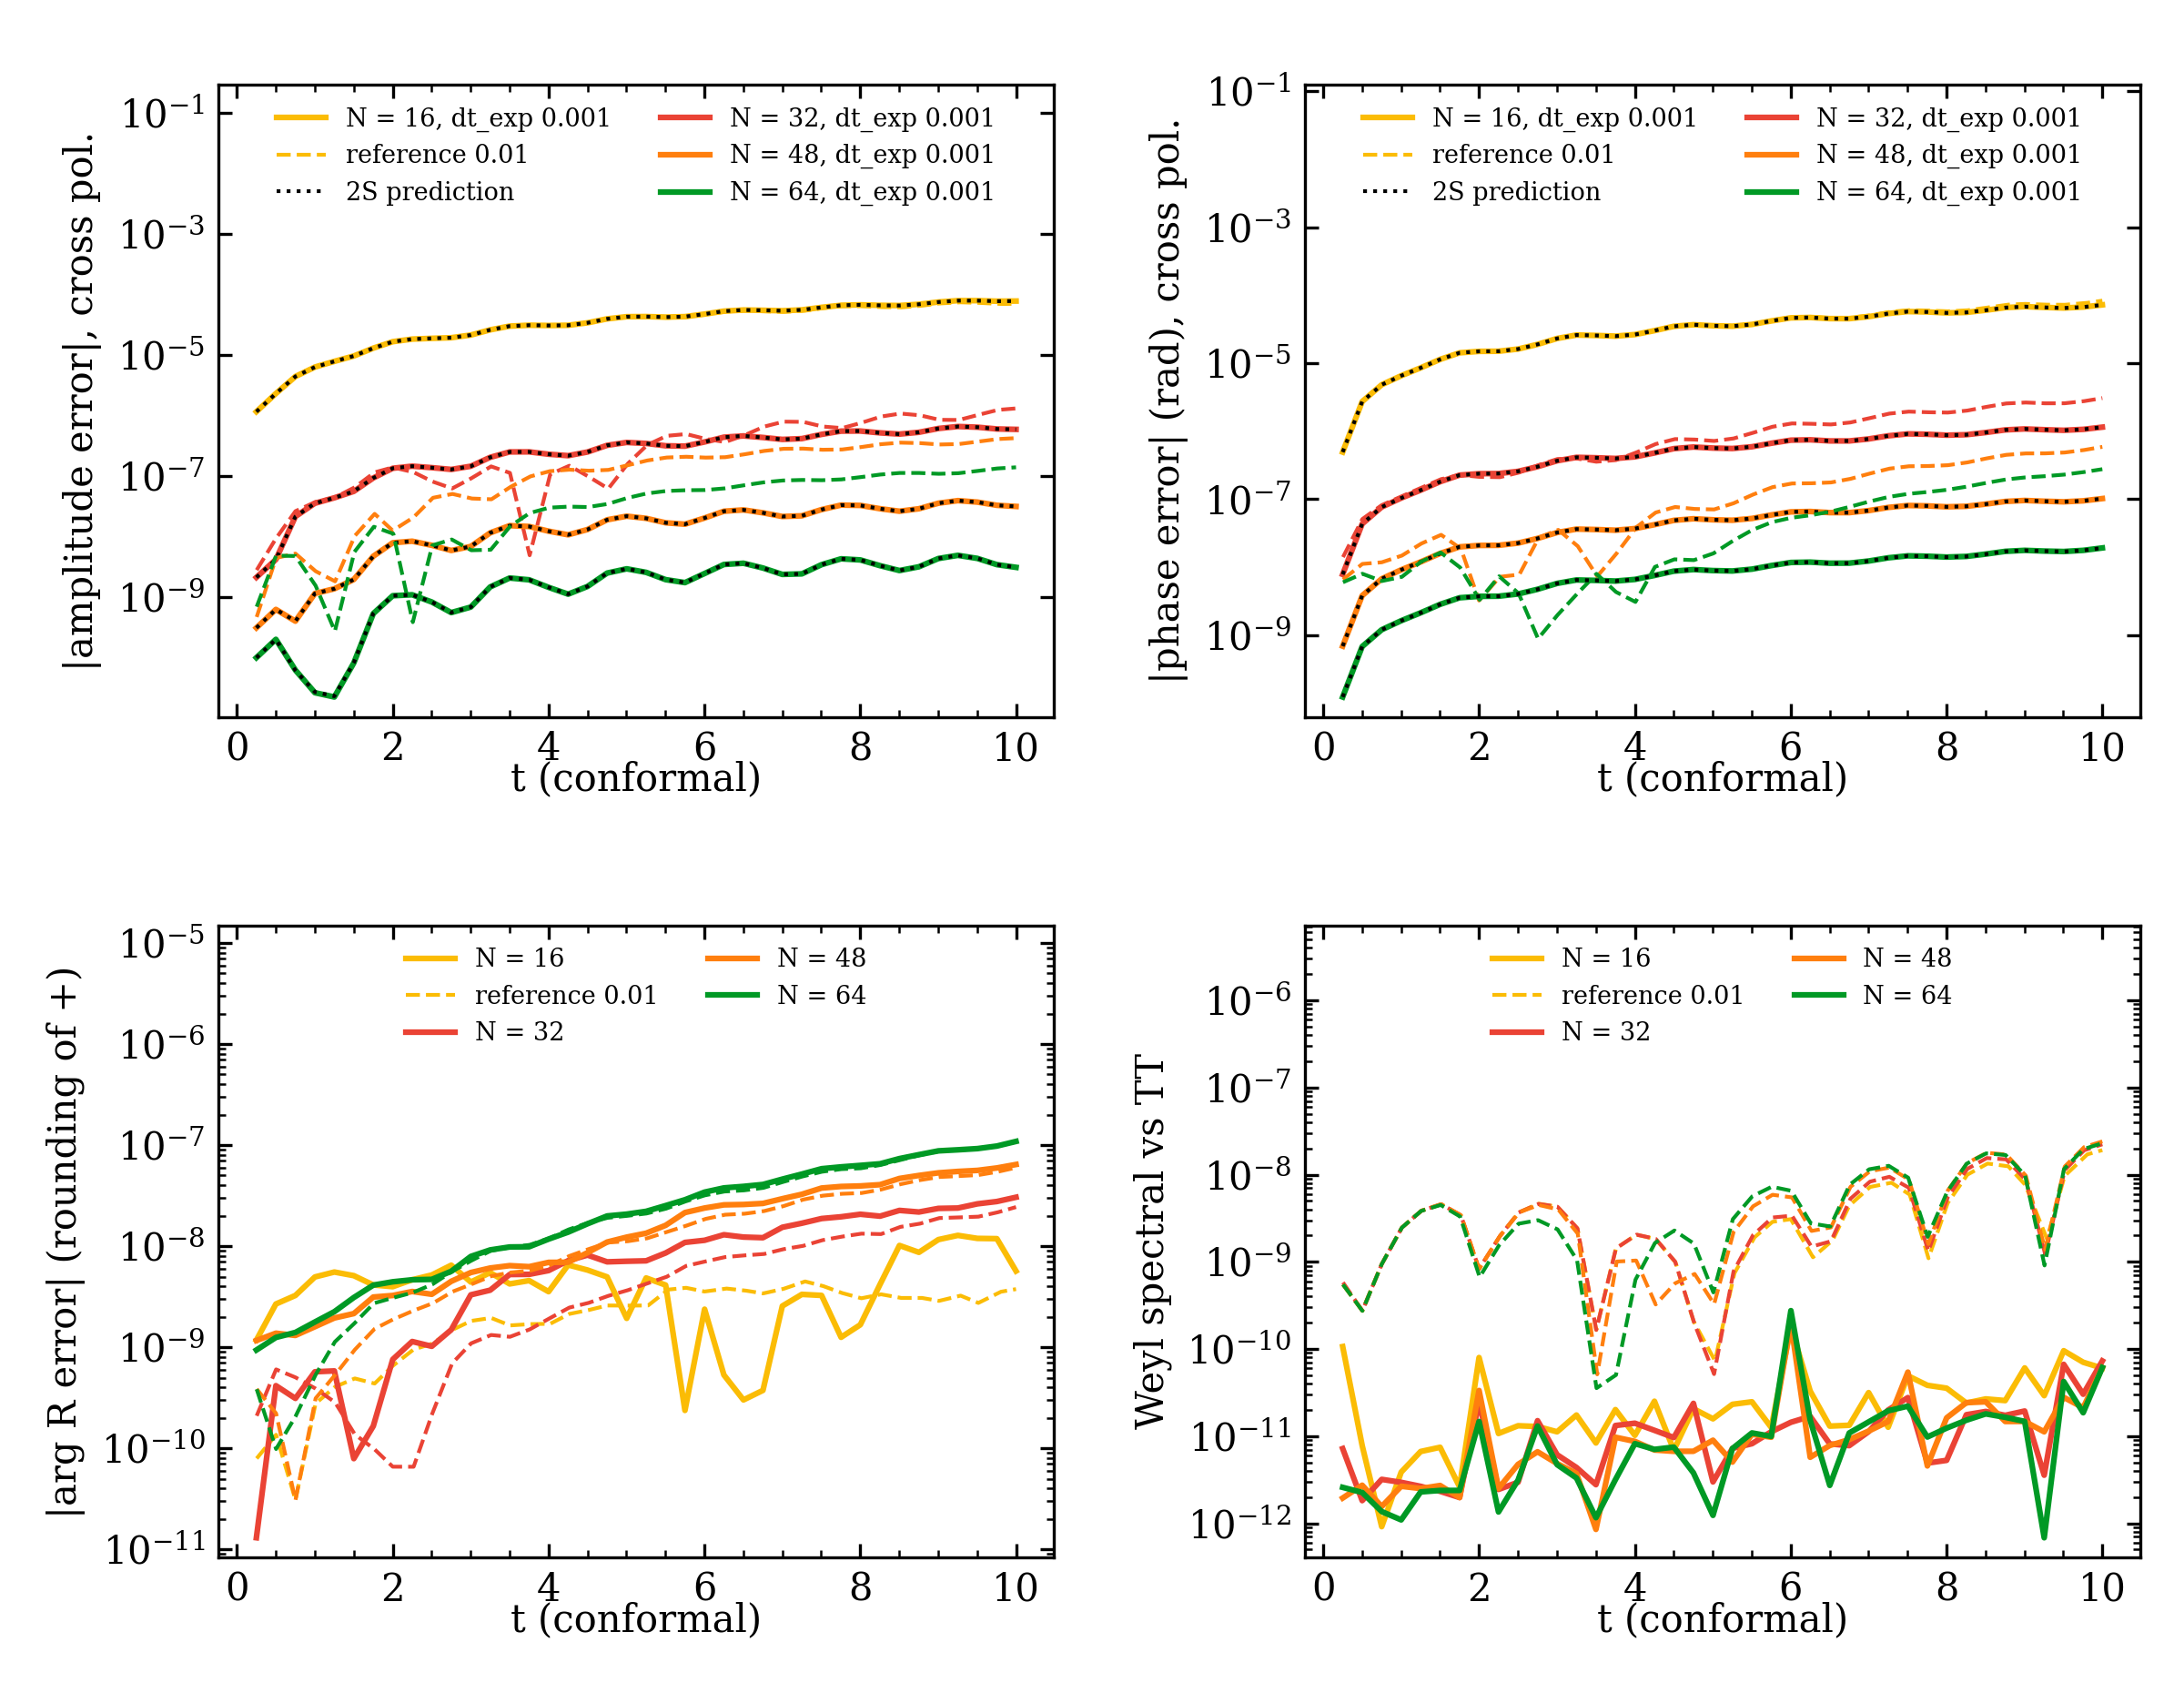 |amplitude error|, cross pol.
10⁻¹
10⁻³
10⁻⁵
10⁻⁷
10⁻⁹
N = 16, dt_exp 0.001
reference 0.01
2S prediction
N = 32, dt_exp 0.001
N = 48, dt_exp 0.001
N = 64, dt_exp 0.001
0 2 4 6 8 10
t (conformal)
|phase error| (rad), cross pol.
10⁻¹
10⁻³
10⁻⁵
10⁻⁷
10⁻⁹
N = 16, dt_exp 0.001
reference 0.01
2S prediction
N = 32, dt_exp 0.001
N = 48, dt_exp 0.001
N = 64, dt_exp 0.001
0 2 4 6 8 10
t (conformal)
|arg R error| (rounding of +)
10⁻⁵
10⁻⁶
10⁻⁷
10⁻⁸
10⁻⁹
10⁻¹⁰
10⁻¹¹
N = 16
reference 0.01
N = 32
N = 48
N = 64
0 2 4 6 8 10
t (conformal)
Weyl spectral vs TT
10⁻⁶
10⁻⁷
10⁻⁸
10⁻⁹
10⁻¹⁰
10⁻¹¹
10⁻¹²
N = 16
reference 0.01
N = 32
N = 48
N = 64
0 2 4 6 8 10
t (conformal)